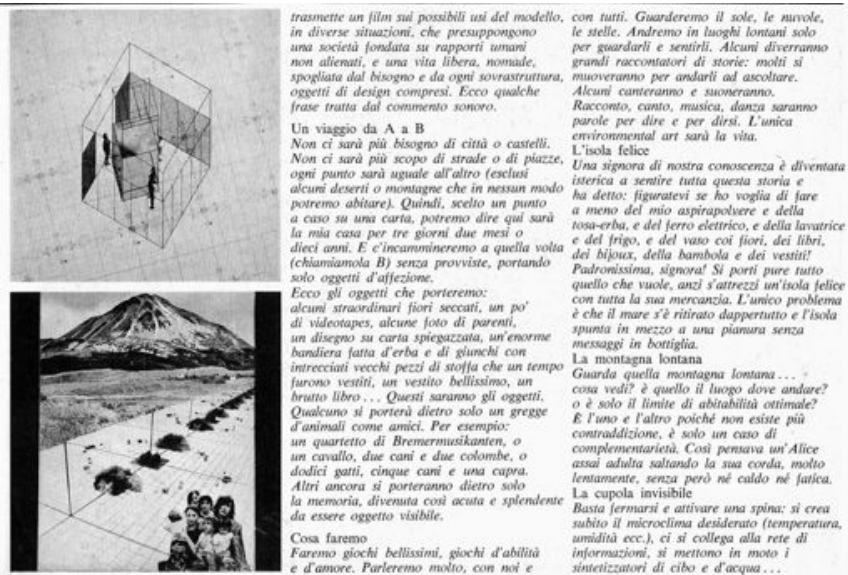 trasmette un film sui possibili usi del modello,
in diverse situazioni, che presuppongono
una società fondata su rapporti umani
non alienati, e una vita libera, nomade,
spogliata dal bisogno e da ogni sovrastruttura,
oggetti di design compresi. Ecco qualche
frase tratta dal commento sonoro.
Un viaggio da A a B
Non ci sarà più bisogno di città o castelli.
Non ci sarà più scopo di strade o di piazze,
ogni punto sarà uguale all'altro (esclusi
alcuni deserti o montagne che in nessun modo
potremo abitare). Quindi, scelto un punto
a caso su una carta, potremo dire qui sarà
la mia casa per tre giorni due mesi o
dieci anni. E c'incammineremo a quella volta
(chiamiamola B) senza provviste, portando
solo oggetti d'affezione.
Ecco gli oggetti che porteremo:
alcuni straordinari fiori seccati, un po'
di videotapes, alcune foto di parenti,
un disegno su carta spiegazzata, un'enorme
bandiera fatta d'erba e di giunchi con
intrecciati vecchi pezzi di stoffa che un tempo
furono vestiti, un vestito bellissimo, un
brutto libro... Questi saranno gli oggetti.
Qualcuno si porterà dietro solo un gregge
d'animali come amici. Per esempio:
un quartetto di Bremermusikanten, o
un cavallo, due cani e due colombe, o
dodici gatti, cinque cani e una capra.
Altri ancora si porteranno dietro solo
la memoria, divenuta così acuta e splendente
da essere oggetto visibile.
Cosa faremo
Faremo giochi bellissimi, giochi d'abilità
e d'amore. Parleremo molto, con noi e
con tutti. Guarderemo il sole, le nuvole,
le stelle. Andremo in luoghi lontani solo
per guardarli e sentirli. Alcuni diverranno
grandi raccontatori di storie: molti si
muoveranno per andarli ad ascoltare.
Alcuni canteranno e suoneranno.
Racconto, canto, musica, danza saranno
parole per dire e per dirsi. L'unica
environmental art sarà la vita.
L'isola felice
Una signora di nostra conoscenza è diventata
isterica a sentire tutta questa storia e
ha detto: figuratevi se ho voglia di fare
a meno del mio aspirapolvere e della
tosa-erba, e del ferro elettrico, e della lavatrice
e del frigo, e del vaso coi fiori, dei libri,
dei bijoux, della bambola e dei vestiti!
Padronissima, signora! Si porti pure tutto
quello che vuole, anzi s'attrezzi un'isola felice
con tutta la sua mercanzia. L'unico problema
è che il mare s'è ritirato dappertutto e l'isola
spunta in mezzo a una pianura senza
messaggi in bottiglia.
La montagna lontana
Guarda quella montagna lontana...
cosa vedi? è quello il luogo dove andare?
o è solo il limite di abitabilità ottimale?
È l'uno e l'altro poiché non esiste più
contraddizione, è solo un caso di
complementarietà. Così pensava un'Alice
assai adulta saltando la sua corda, molto
lentamente, senza però né caldo né fatica.
La cupola invisibile
Basta fermarsi e attivare una spina: si crea
subito il microclima desiderato (temperatura,
umidità ecc.), ci si collega alla rete di
informazioni, si mettono in moto i
sintetizzatori di cibo e d'acqua...